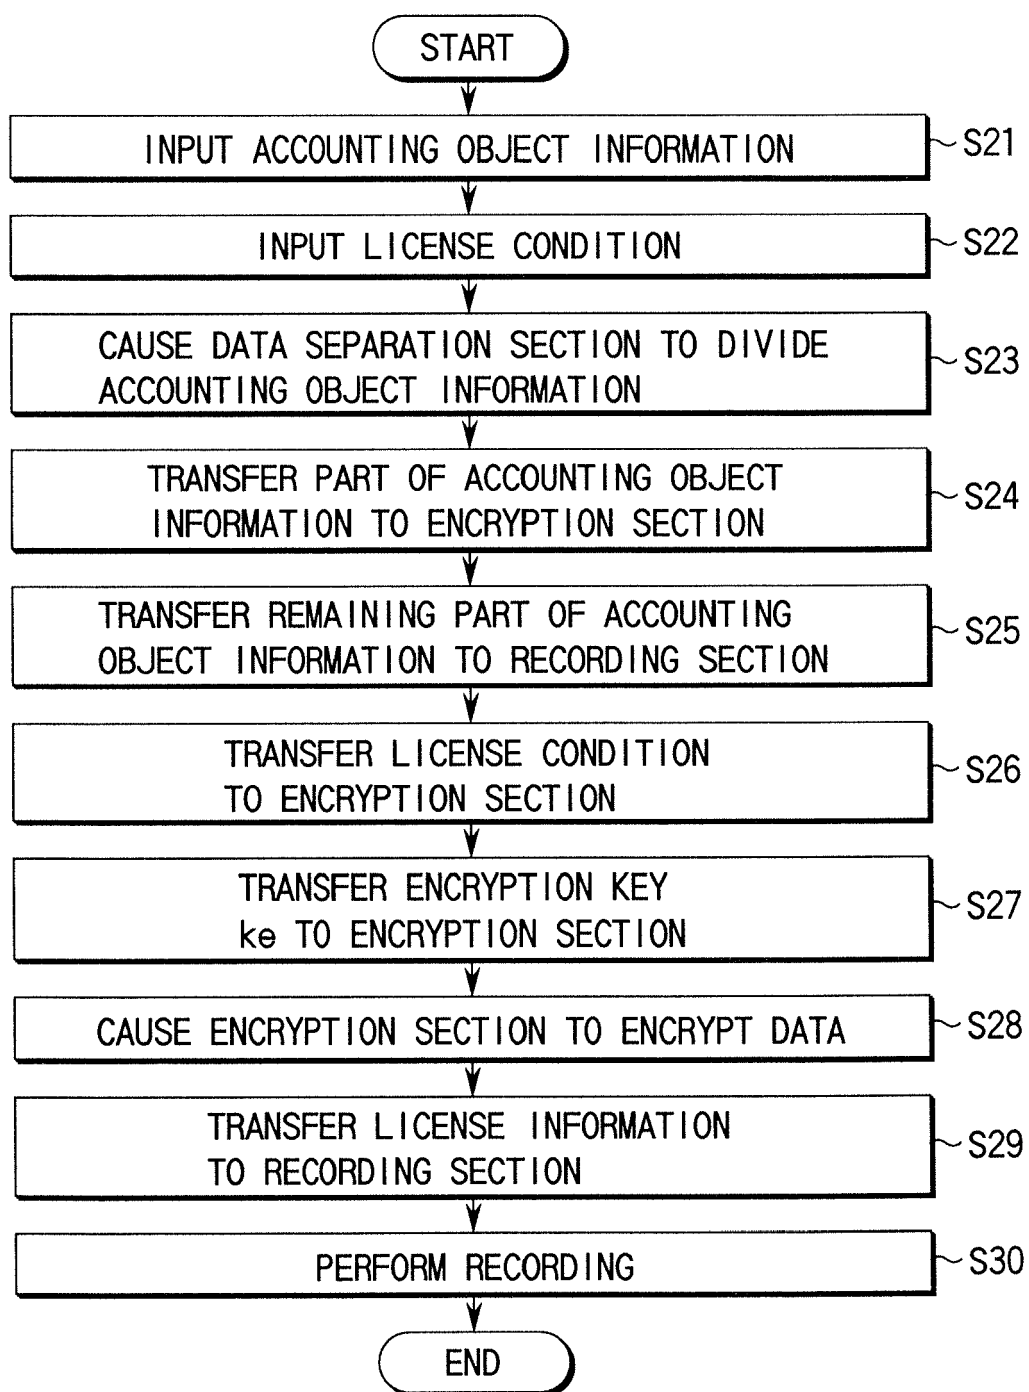 START
INPUT ACCOUNTING OBJECT INFORMATION
S21
INPUT LICENSE CONDITION
S22
CAUSE DATA SEPARATION SECTION TO DIVIDE
ACCOUNTING OBJECT INFORMATION
S23
TRANSFER PART OF ACCOUNTING OBJECT
INFORMATION TO ENCRYPTION SECTION
S24
TRANSFER REMAINING PART OF ACCOUNTING
OBJECT INFORMATION TO RECORDING SECTION
S25
TRANSFER LICENSE CONDITION
TO ENCRYPTION SECTION
S26
TRANSFER ENCRYPTION KEY
ke TO ENCRYPTION SECTION
S27
CAUSE ENCRYPTION SECTION TO ENCRYPT DATA
S28
TRANSFER LICENSE INFORMATION
TO RECORDING SECTION
S29
PERFORM RECORDING
S30
END